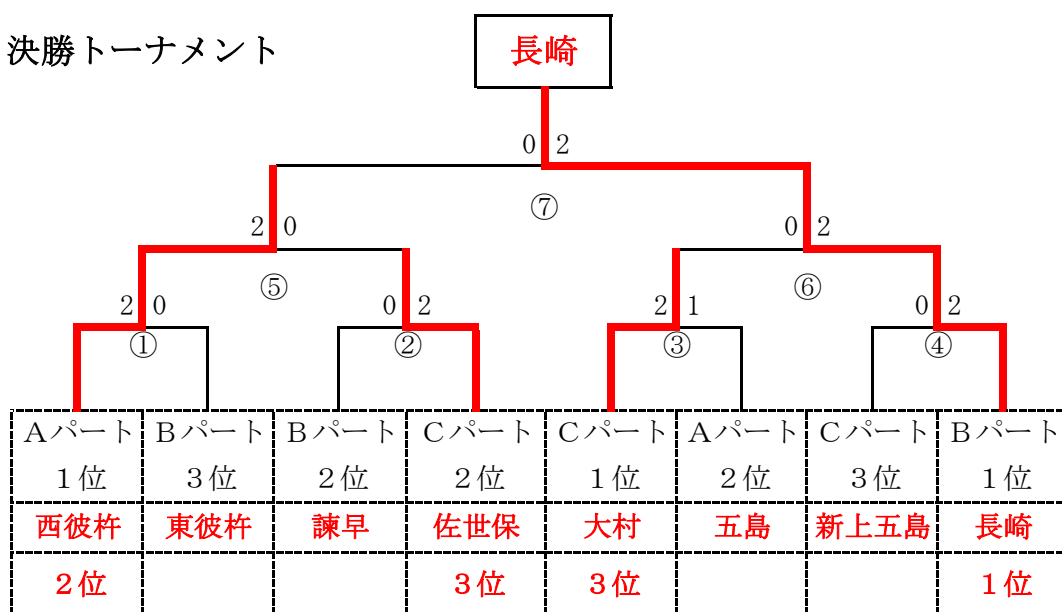 決勝トーナメント
長崎
0 2
⑦
2 0
0 2
⑤
⑥
2 0
0 2
2 1
0 2
①
②
③
④
Aパート Bパート Bパート Cパート Cパート Aパート Cパート Bパート
1位 3位 2位 2位 1位 2位 3位 1位
西彼杵 東彼杵 諫早 佐世保 大村 五島 新上五島 長崎
2位 3位 3位 1位